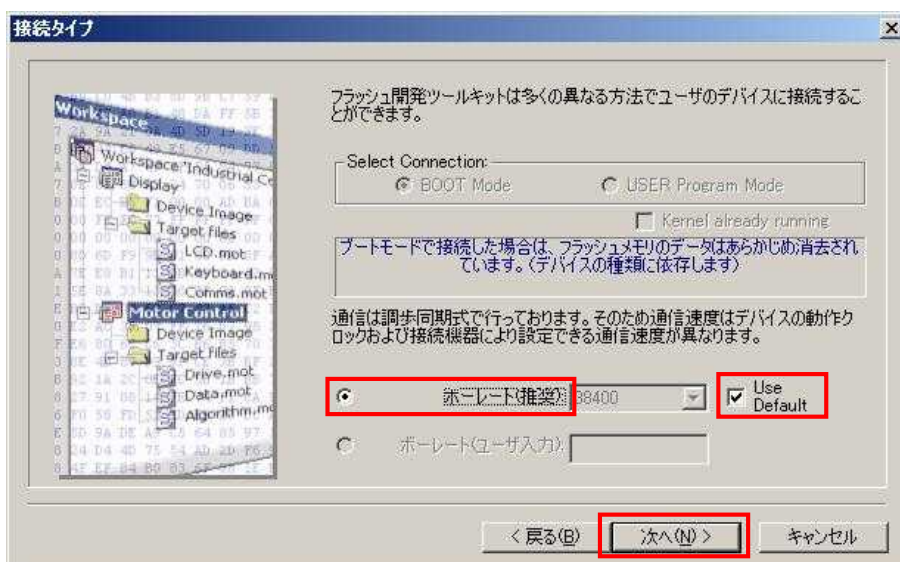 接続タイプ
フラッシュ開発ツールキットは多くの異なる方法でユーザのデバイスに接続するこ
とができます。
Select Connection:
BOOT Mode
USER Program Mode
Kernel already running
ブートモードで接続した場合は、フラッシュメモリのデータはあらかじめ消去され
ています。(デバイスの種類に依存します)
通信は調歩同期式で行っております。そのため通信速度はデバイスの動作ク
ロックおよび接続機器により設定できる通信速度が異なります。
ボーレート(推奨):
38400
Use
Default
ボーレート(ユーザ入力):
Workspace
Workspace "Industrial Ce
Display
Device Image
Target files
LCD.mot
Keyboard.m
Comms.mot
Motor Control
Device Image
Target files
Drive.mot
Data.mot
Algorithm.mo
< 戻る(B)
次へ(N) >
キャンセル